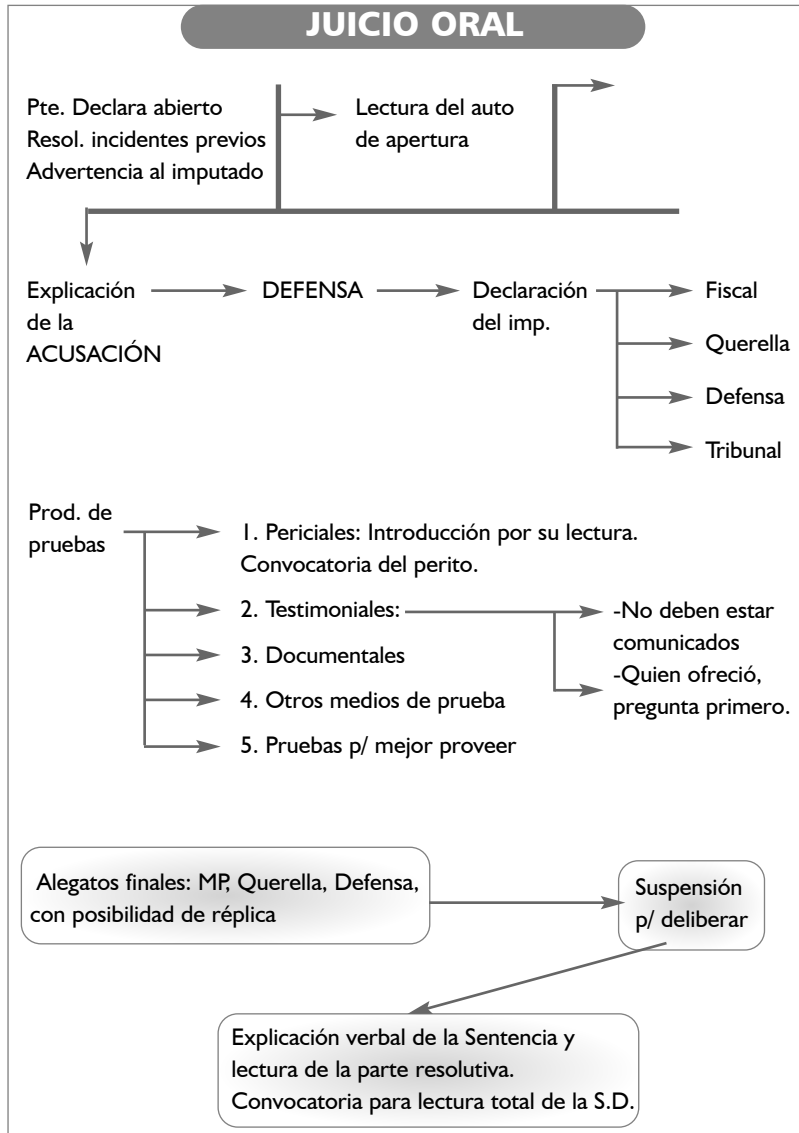 JUICIO ORAL
Pte. Declara abierto
Resol. incidentes previos
Advertencia al imputado
Lectura del auto
de apertura
Explicación
de la
ACUSACIÓN
DEFENSA
Declaración
del imp.
Fiscal
Querella
Defensa
Tribunal
Prod. de
pruebas
1. Periciales: Introducción por su lectura.
Convocatoria del perito.
2. Testimoniales:
-No deben estar
comunicados
-Quien ofreció,
pregunta primero.
3. Documentales
4. Otros medios de prueba
5. Pruebas p/ mejor proveer
Alegatos finales: MP, Querella, Defensa,
con posibilidad de réplica
Suspensión
p/ deliberar
Explicación verbal de la Sentencia y
lectura de la parte resolutiva.
Convocatoria para lectura total de la S.D.